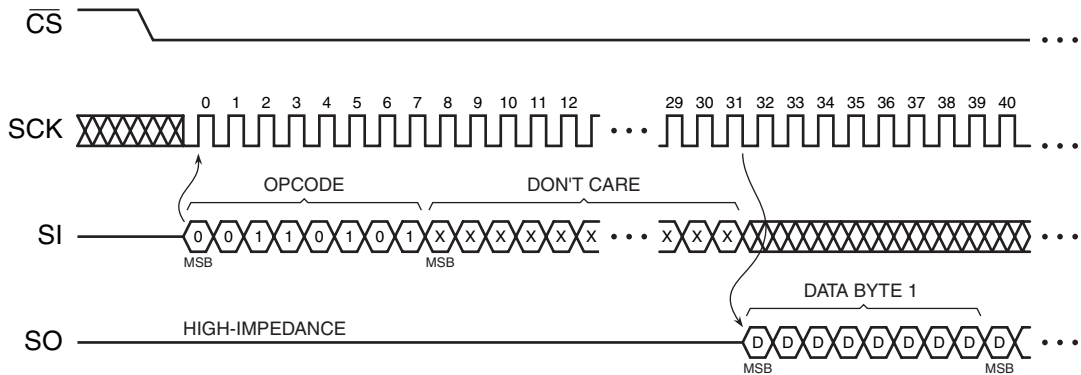 CS
0 1 2 3 4 5 6 7 8 9 10 11 12 29 30 31 32 33 34 35 36 37 38 39 40
SCK
OPCODE DON'T CARE
SI 0 0 1 1 0 1 0 1 X X X X X X X X X
MSB MSB
DATA BYTE 1
HIGH-IMPEDANCE
SO D D D D D D D D D
MSB MSB